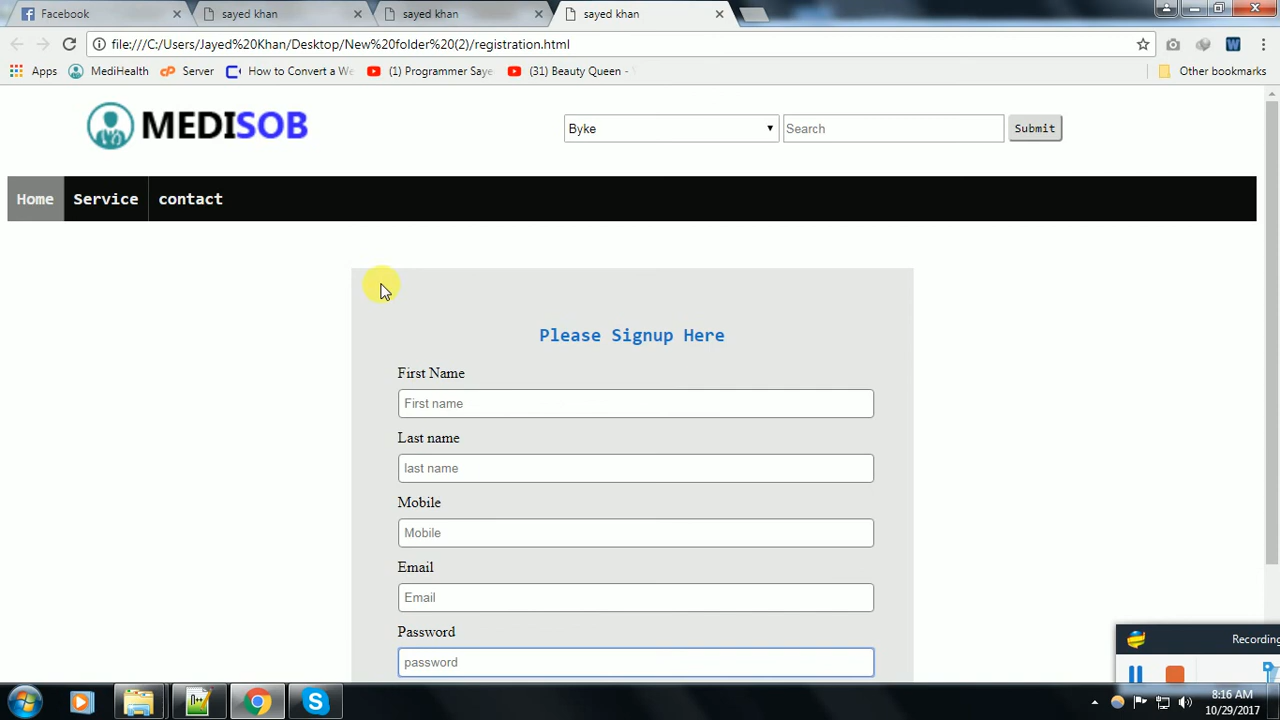 Facebook
sayed khan
sayed khan
sayed khan
file:///C:/Users/Jayed%20Khan/Desktop/New%20folder%20(2)/registration.html
Apps
MediHealth
cP Server
How to Convert a We
(1) Programmer Saye
(31) Beauty Queen -
Other bookmarks
MEDISOB
Byke
Search
Submit
Home
Service
contact
Please Signup Here
First Name
First name
Last name
last name
Mobile
Mobile
Email
Email
Password
password
Recording
8:16 AM
10/29/2017